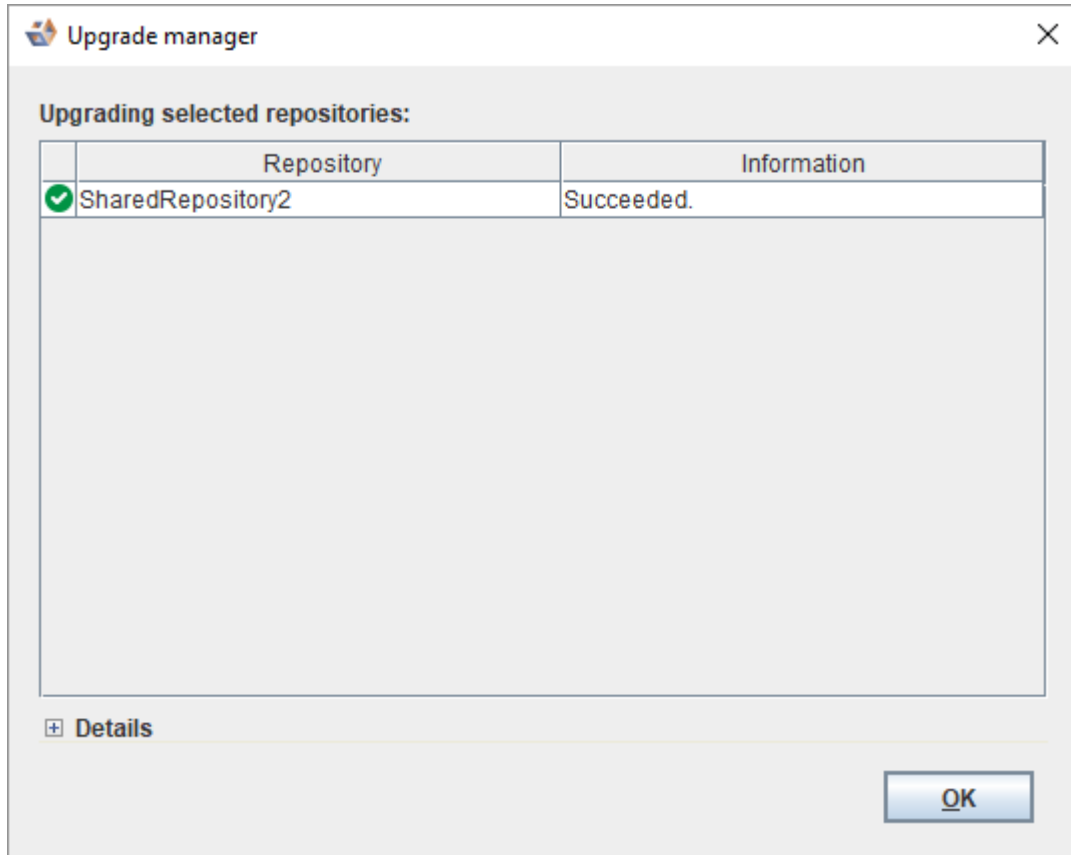 Upgrade manager
Upgrading selected repositories:
Repository Information
SharedRepository2 Succeeded.
Details
OK